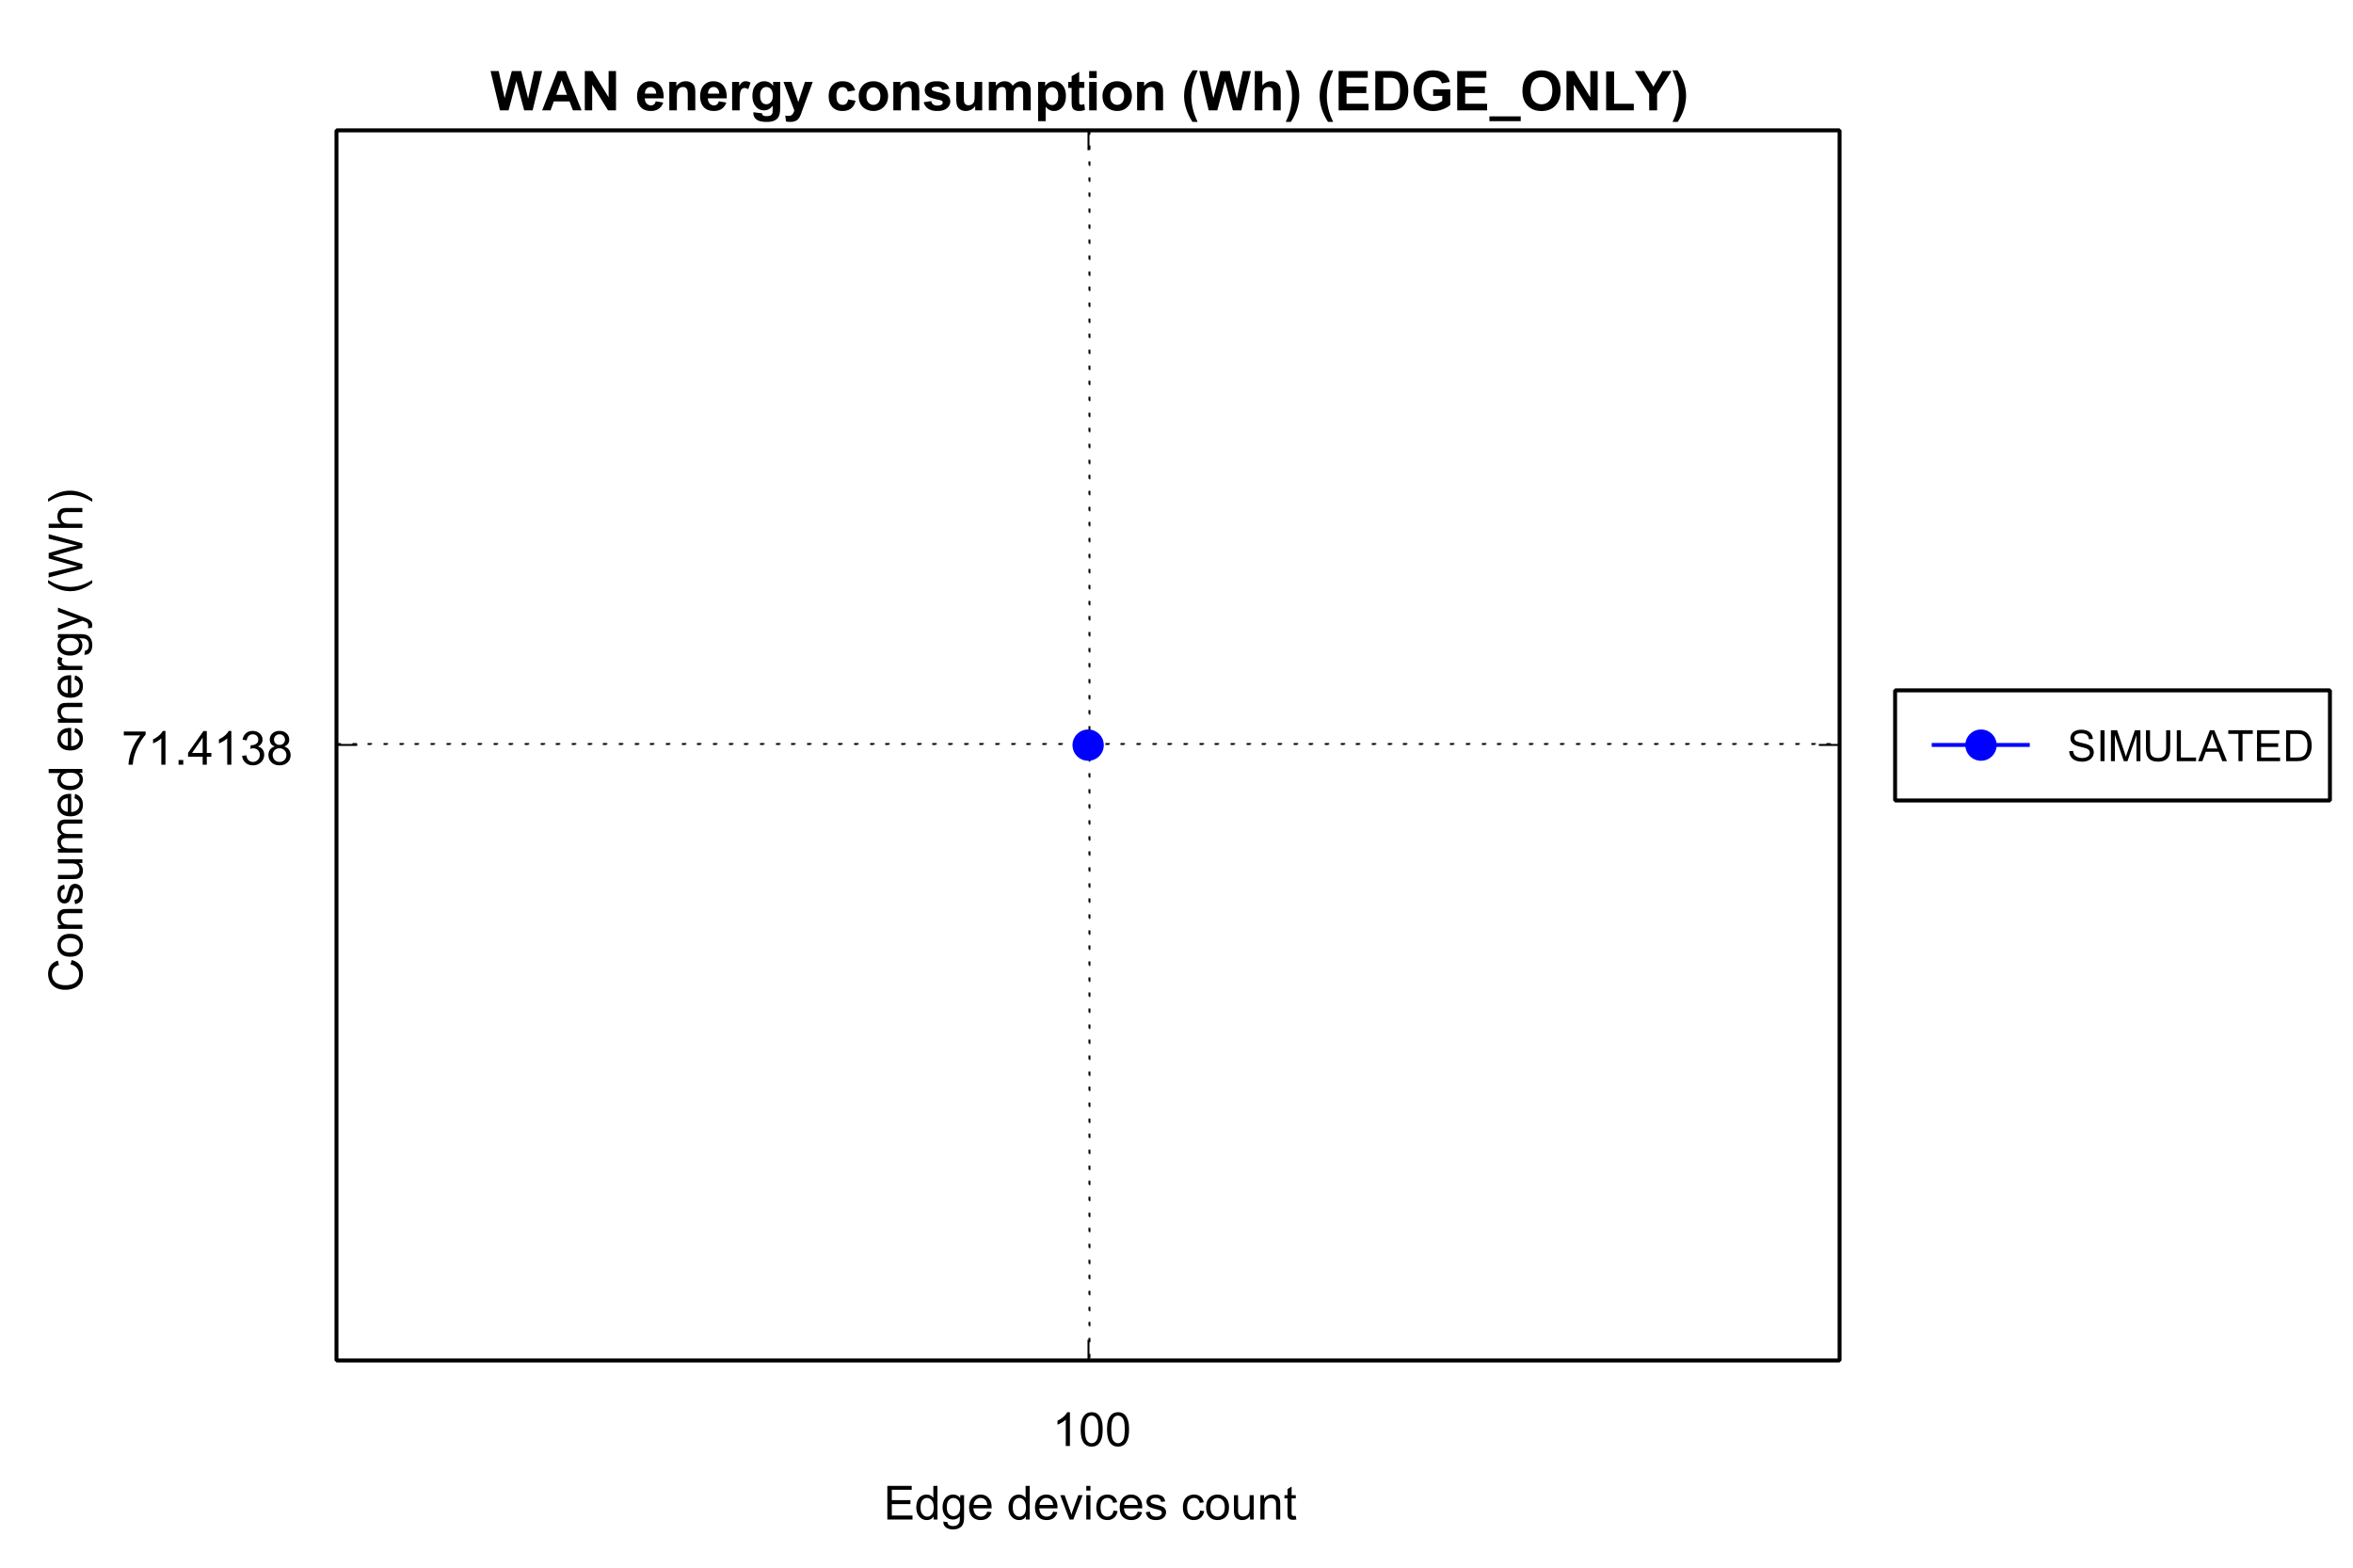 WAN energy consumption (Wh) (EDGE_ONLY)
Consumed energy (Wh)
71.4138
SIMULATED
100
Edge devices count